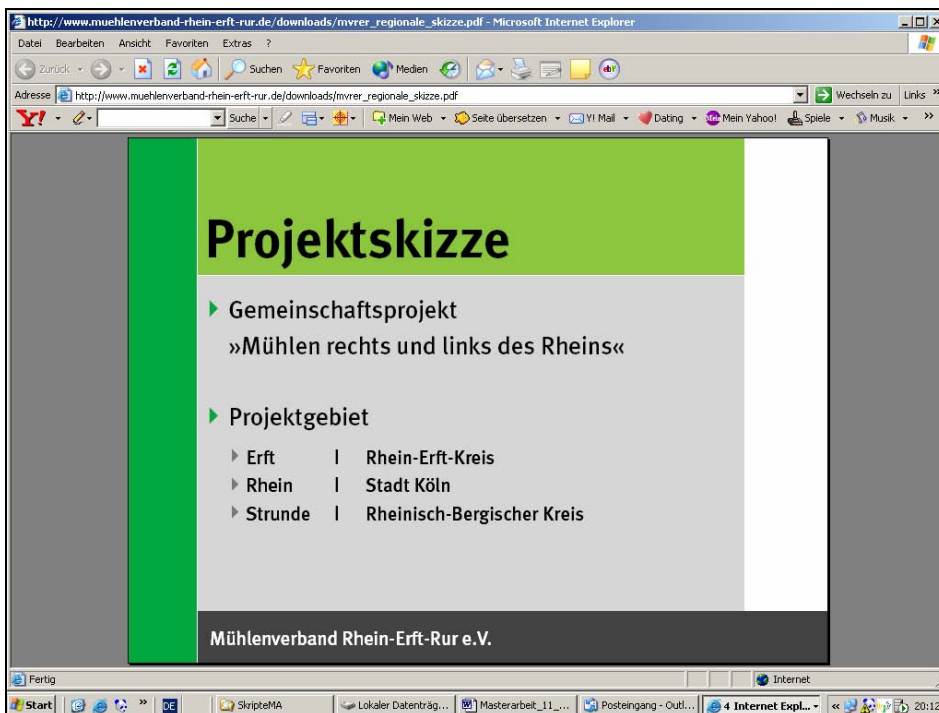 http://www.muehlenverband-rhein-erft-rur.de/downloads/mvrer_regionale_skizze.pdf - Microsoft Internet Explorer
Datei Bearbeiten Ansicht Favoriten Extras ?
Zurück Suchen Favoriten Medien
Adresse http://www.muehlenverband-rhein-erft-rur.de/downloads/mvrer_regionale_skizze.pdf Wechseln zu Links »
Y! Suche Mein Web Seite übersetzen Y! Mail Dating Mein Yahoo! Spiele Musik »
Projektskizze
Gemeinschaftsprojekt
»Mühlen rechts und links des Rheins«
Projektgebiet
Erft | Rhein-Erft-Kreis
Rhein | Stadt Köln
Strunde | Rheinisch-Bergischer Kreis
Mühlenverband Rhein-Erft-Rur e.V.
Fertig Internet
Start » DE SkripteMA Lokaler Datenträg... Masterarbeit_11_... Posteingang - Outl... 4 Internet Expl... « 20:12